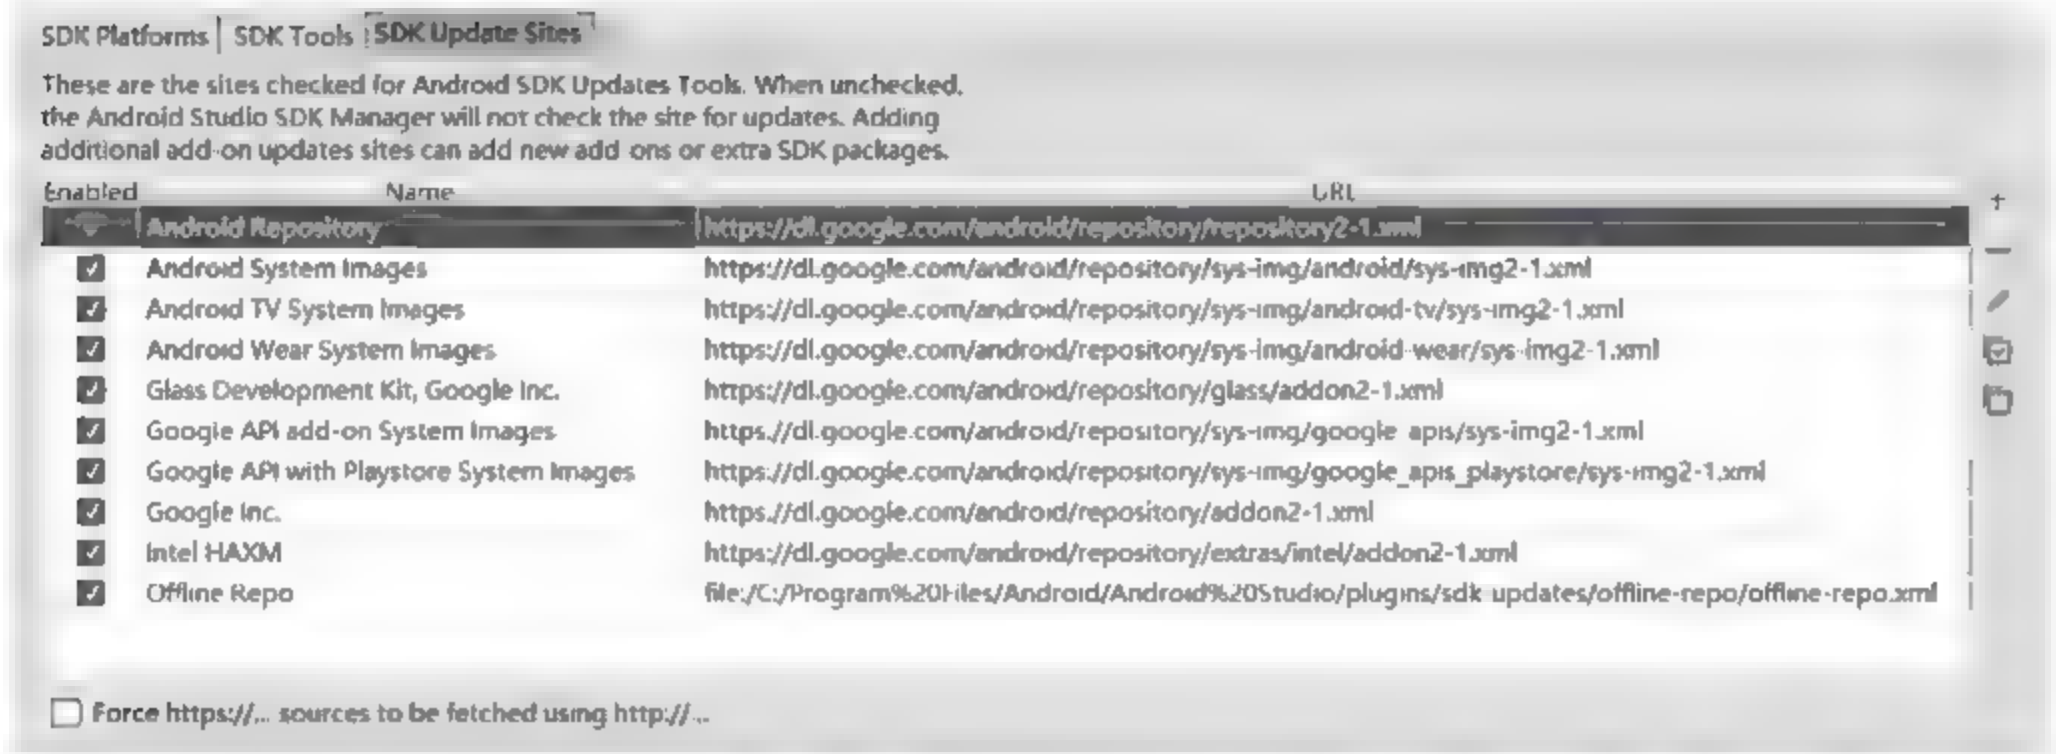 SDK Platforms SDK Tools SDK Update Sites
These are the sites checked for Android SDK Updates Tools. When unchecked,
the Android Studio SDK Manager will not check the site for updates. Adding
additional add-on updates sites can add new add-ons or extra SDK packages.
Enabled Name URL
Android Repository https://dl.google.com/android/repository/repository2-1.xml
Android System Images https://dl.google.com/android/repository/sys-img/android/sys-img2-1.xml
Android TV System Images https://dl.google.com/android/repository/sys-img/android-tv/sys-img2-1.xml
Android Wear System Images https://dl.google.com/android/repository/sys-img/android-wear/sys-img2-1.xml
Glass Development Kit, Google Inc. https://dl.google.com/android/repository/glass/addon2-1.xml
Google API add-on System Images https://dl.google.com/android/repository/sys-img/google_apis/sys-img2-1.xml
Google API with Playstore System Images https://dl.google.com/android/repository/sys-img/google_apis_playstore/sys-img2-1.xml
Google Inc. https://dl.google.com/android/repository/addon2-1.xml
Intel HAXM https://dl.google.com/android/repository/extras/intel/addon2-1.xml
Offline Repo file:/C:/Program%20Files/Android/Android%20Studio/plugins/sdk-updates/offline-repo/offline-repo.xml
Force https://... sources to be fetched using http://...